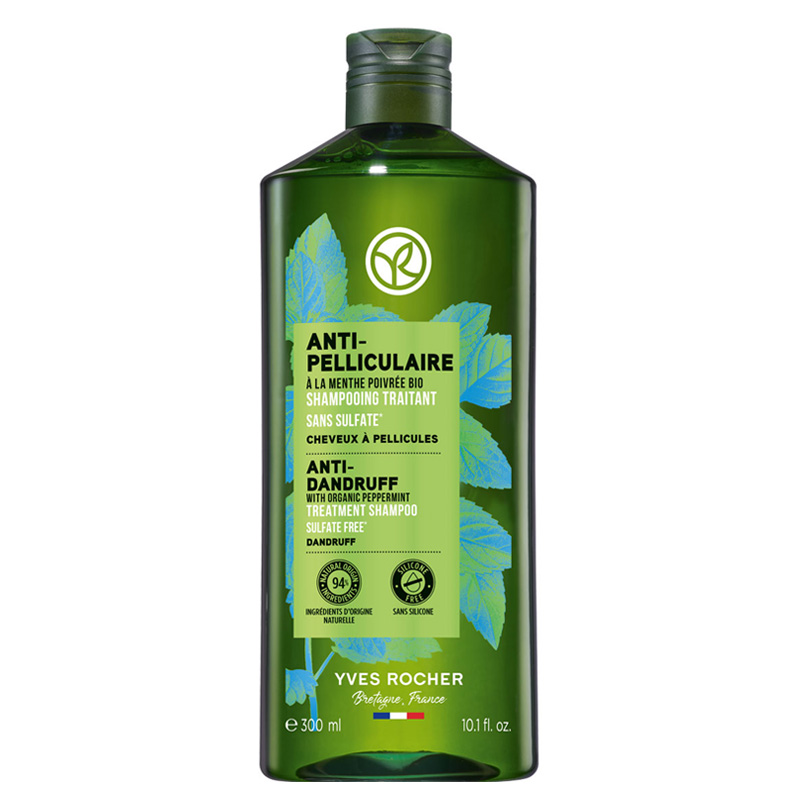 ANTI-
PELLICULAIRE
À LA MENTHE POIVRÉE BIO
SHAMPOOING TRAITANT
SANS SULFATE*
CHEVEUX À PELLICULES
ANTI-
DANDRUFF
WITH ORGANIC PEPPERMINT
TREATMENT SHAMPOO
SULFATE FREE*
DANDRUFF
NATURAL ORIGIN
94%
INGREDIENTS
INGRÉDIENTS D'ORIGINE
NATURELLE
SILICONE
FREE
SANS SILICONE
YVES ROCHER
Bretagne, France
℮ 300 ml
10.1 fl. oz.